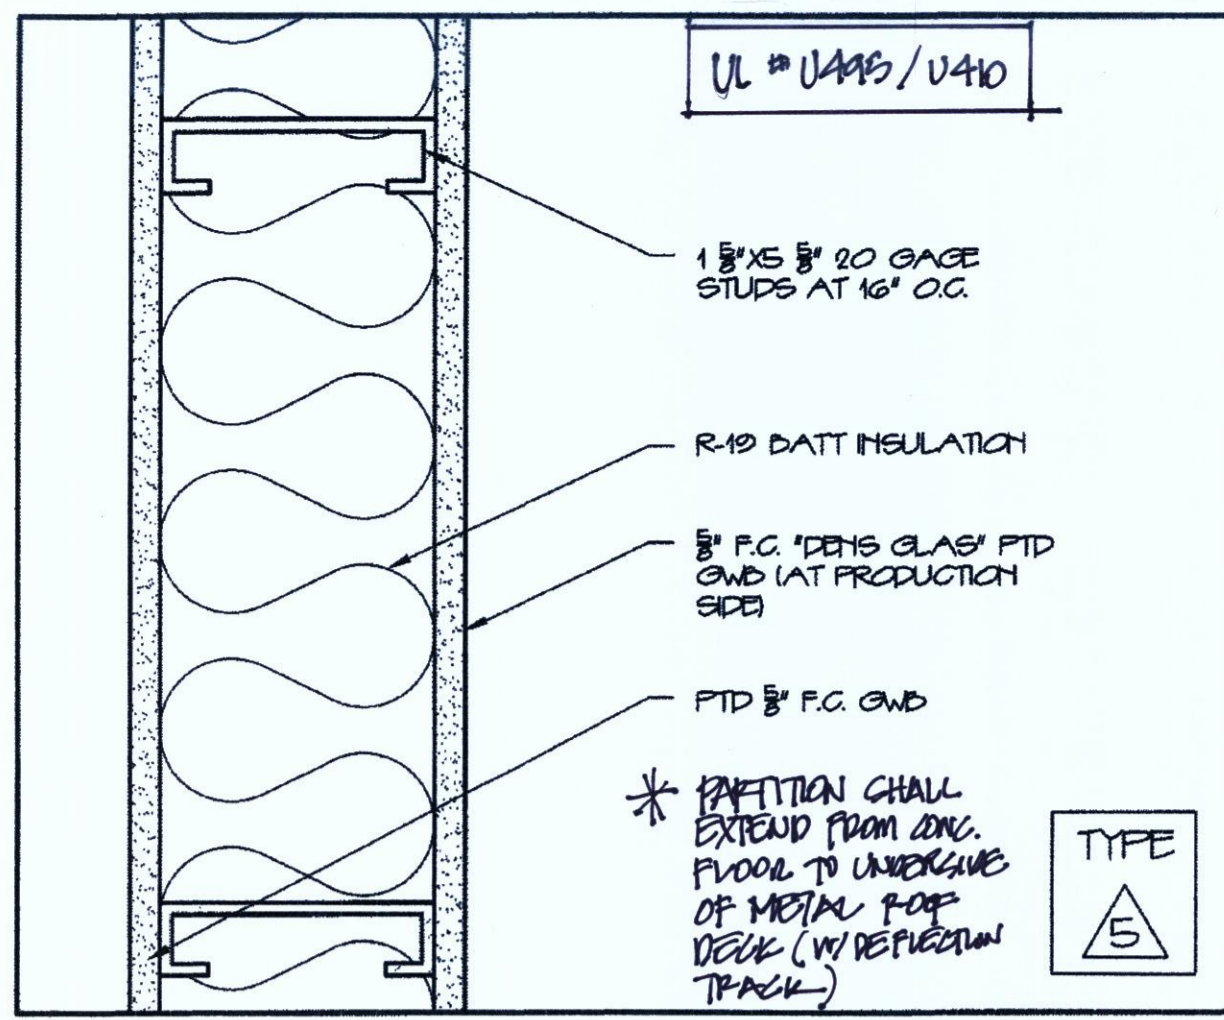 UL # U495 / U410
1 5/8"X5 5/8" 20 GAGE
STUDS AT 16" O.C.
R-19 BATT INSULATION
5/8" F.C. "DENS GLAS" PTD
GWB (AT PRODUCTION
SIDE)
PTD 5/8" F.C. GWB
* PARTITION SHALL
EXTEND FROM CONC.
FLOOR TO UNDERSIDE
OF METAL ROOF
DECK (W/ DEFLECTION
TRACK)
TYPE
5